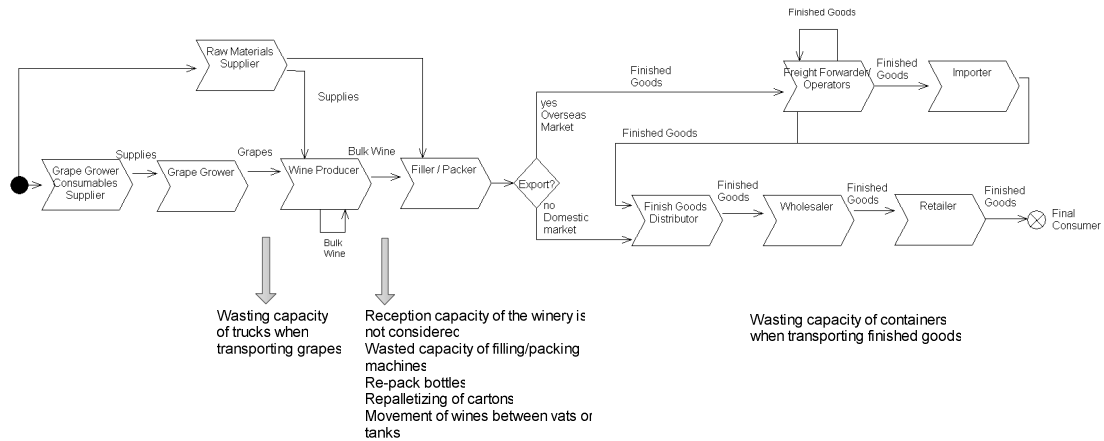 Finished Goods
Raw Materials
Supplier
Finished
Goods
Freight Forwarder/
Operators
Finished
Goods
Importer
Supplies
yes
Overseas
Market
Finished Goods
Supplies
Grapes
Bulk Wine
Grape Grower
Consumables
Supplier
Grape Grower
Wine Producer
Filler / Packer
Export?
no
Domestic
market
Finish Goods
Distributor
Finished
Goods
Wholesaler
Finished
Goods
Retailer
Finished
Goods
Final
Consumer
Bulk
Wine
Wasting capacity
of trucks when
transporting grapes
Reception capacity of the winery is
not considered
Wasted capacity of filling/packing
machines
Re-pack bottles
Repalletizing of cartons
Movement of wines between vats or
tanks
Wasting capacity of containers
when transporting finished goods